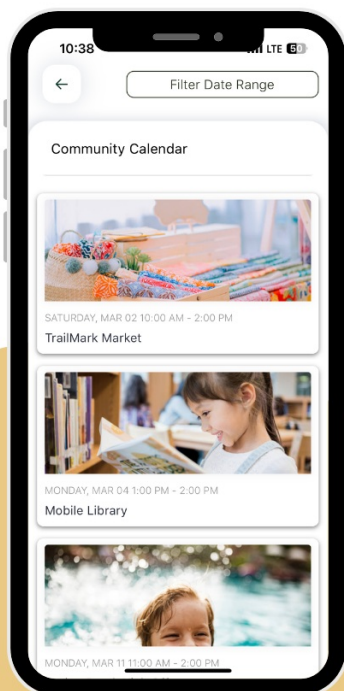 10:38
LTE 50
Filter Date Range
Community Calendar
SATURDAY, MAR 02 10:00 AM - 2:00 PM
TrailMark Market
MONDAY, MAR 04 1:00 PM - 2:00 PM
Mobile Library
MONDAY, MAR 11 11:00 AM - 2:00 PM